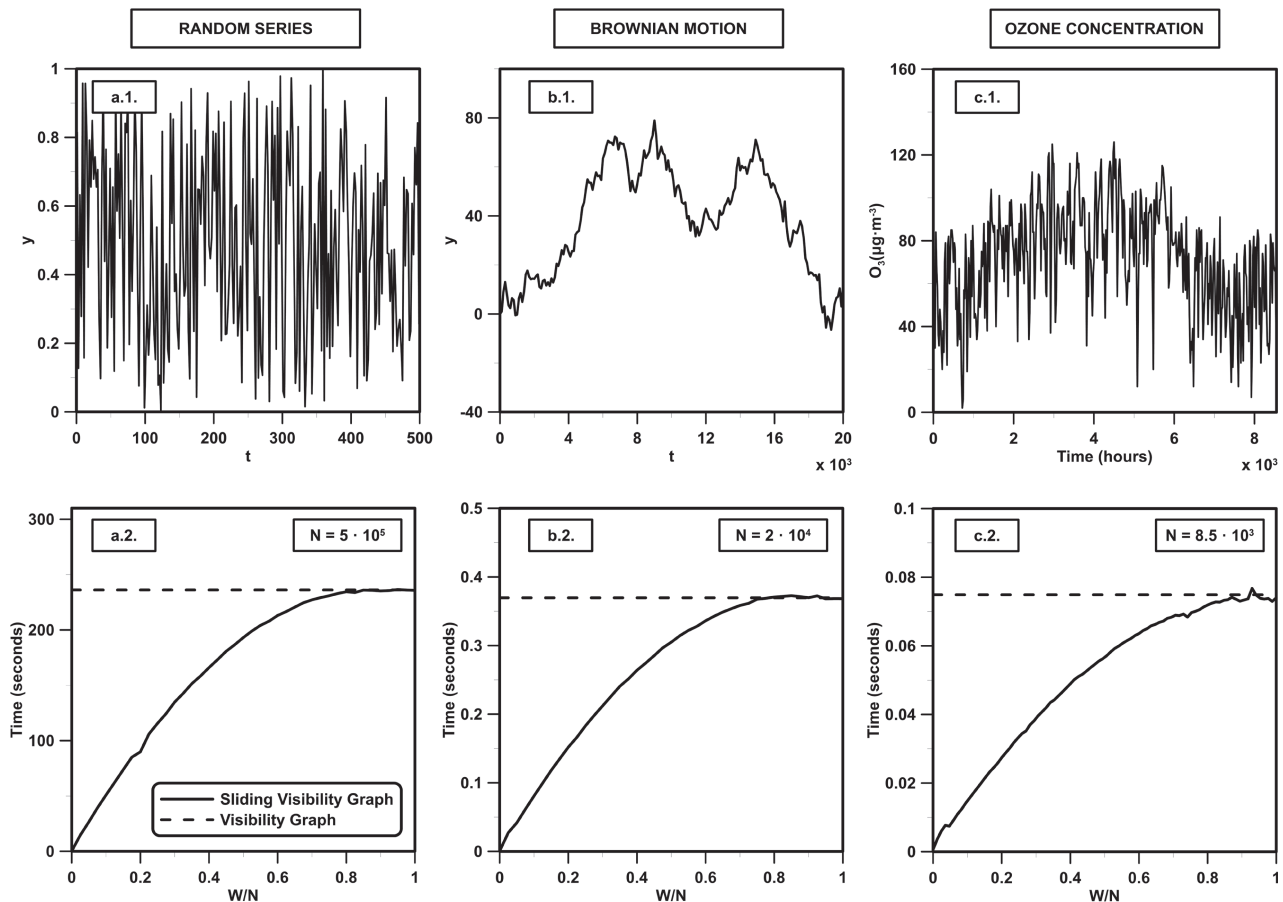 RANDOM SERIES
BROWNIAN MOTION
OZONE CONCENTRATION
a.1.
1
0.8
0.6
0.4
0.2
0
y
0 100 200 300 400 500
t
b.1.
80
40
0
-40
y
0 4 8 12 16 20
t
x 10³
c.1.
160
120
80
40
0
O₃(µg·m⁻³)
0 2 4 6 8
Time (hours)
x 10³
a.2.
N = 5 · 10⁵
300
200
100
0
Time (seconds)
Sliding Visibility Graph
Visibility Graph
0 0.2 0.4 0.6 0.8 1
W/N
b.2.
N = 2 · 10⁴
0.5
0.4
0.3
0.2
0.1
0
Time (seconds)
0 0.2 0.4 0.6 0.8 1
W/N
c.2.
N = 8.5 · 10³
0.1
0.08
0.06
0.04
0.02
0
Time (seconds)
0 0.2 0.4 0.6 0.8 1
W/N